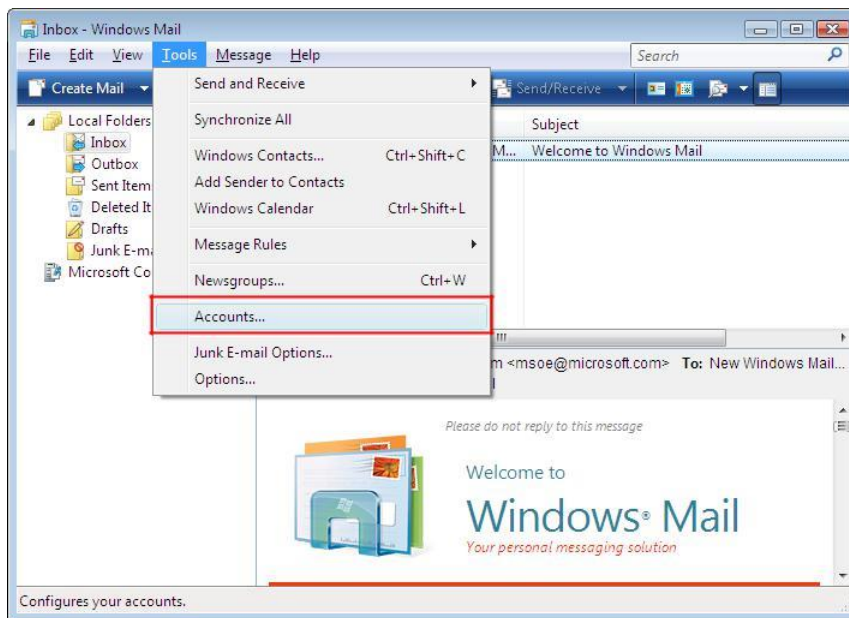 Inbox - Windows Mail
File Edit View Tools Message Help Search
Create Mail Send/Receive
Send and Receive
Synchronize All
Windows Contacts... Ctrl+Shift+C
Add Sender to Contacts
Windows Calendar Ctrl+Shift+L
Message Rules
Newsgroups... Ctrl+W
Accounts...
Junk E-mail Options...
Options...
Local Folders
Inbox
Outbox
Sent Item
Deleted It
Drafts
Junk E-ma
Microsoft Co
Subject
M... Welcome to Windows Mail
m <msoe@microsoft.com> To: New Windows Mail...
Please do not reply to this message
Welcome to
Windows® Mail
Your personal messaging solution
Configures your accounts.